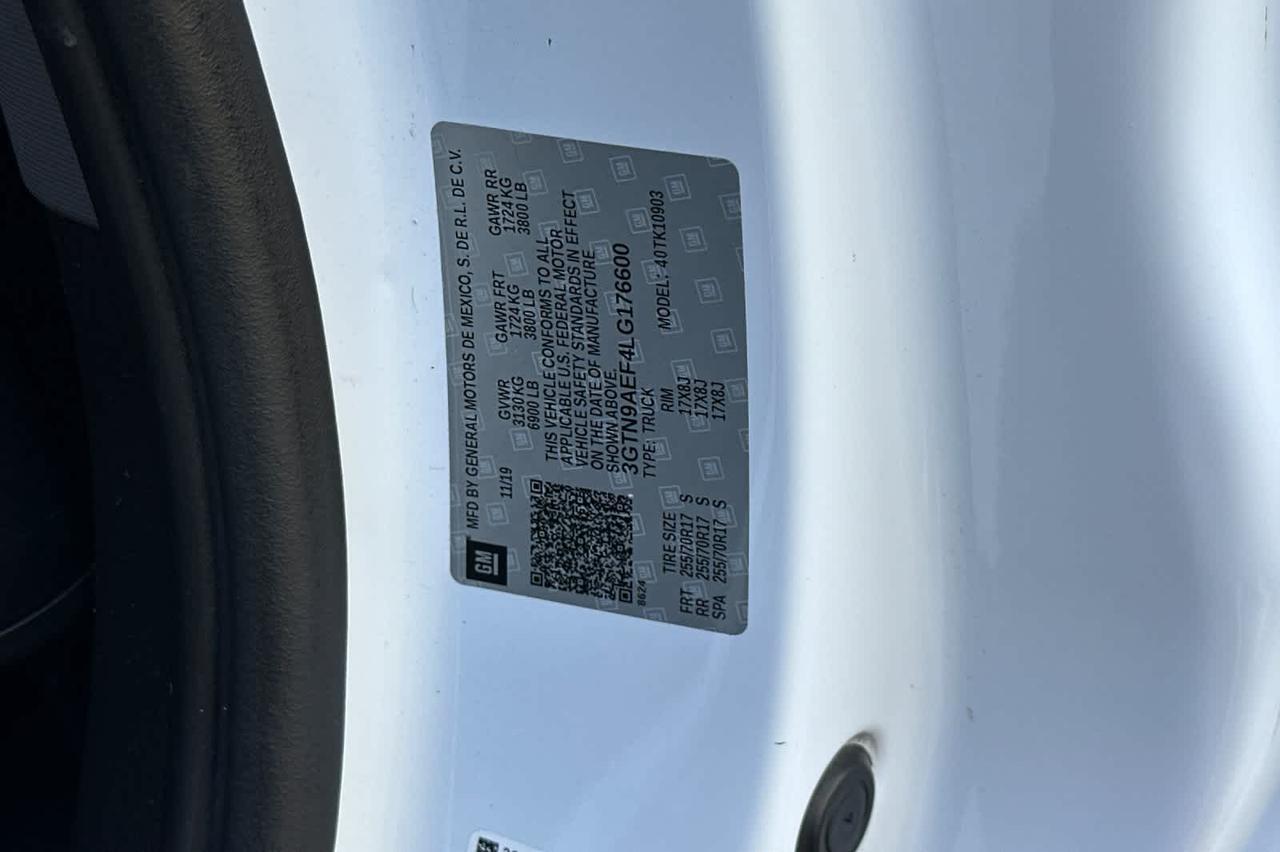 GM MFD BY GENERAL MOTORS DE MEXICO, S. DE R.L. DE C.V.
11/19 GVWR GAWR FRT GAWR RR
3130KG 1724 KG 1724 KG
6900 LB 3800 LB 3800 LB
THIS VEHICLE CONFORMS TO ALL
APPLICABLE U.S. FEDERAL MOTOR
VEHICLE SAFETY STANDARDS IN EFFECT
ON THE DATE OF MANUFACTURE
SHOWN ABOVE.
3GTN9AEF4LG176600
8624 TYPE: TRUCK MODEL: 40TK10903
TIRE SIZE RIM
FRT 255/70R17 S 17X8J
RR 255/70R17 S 17X8J
SPA 255/70R17 S 17X8J